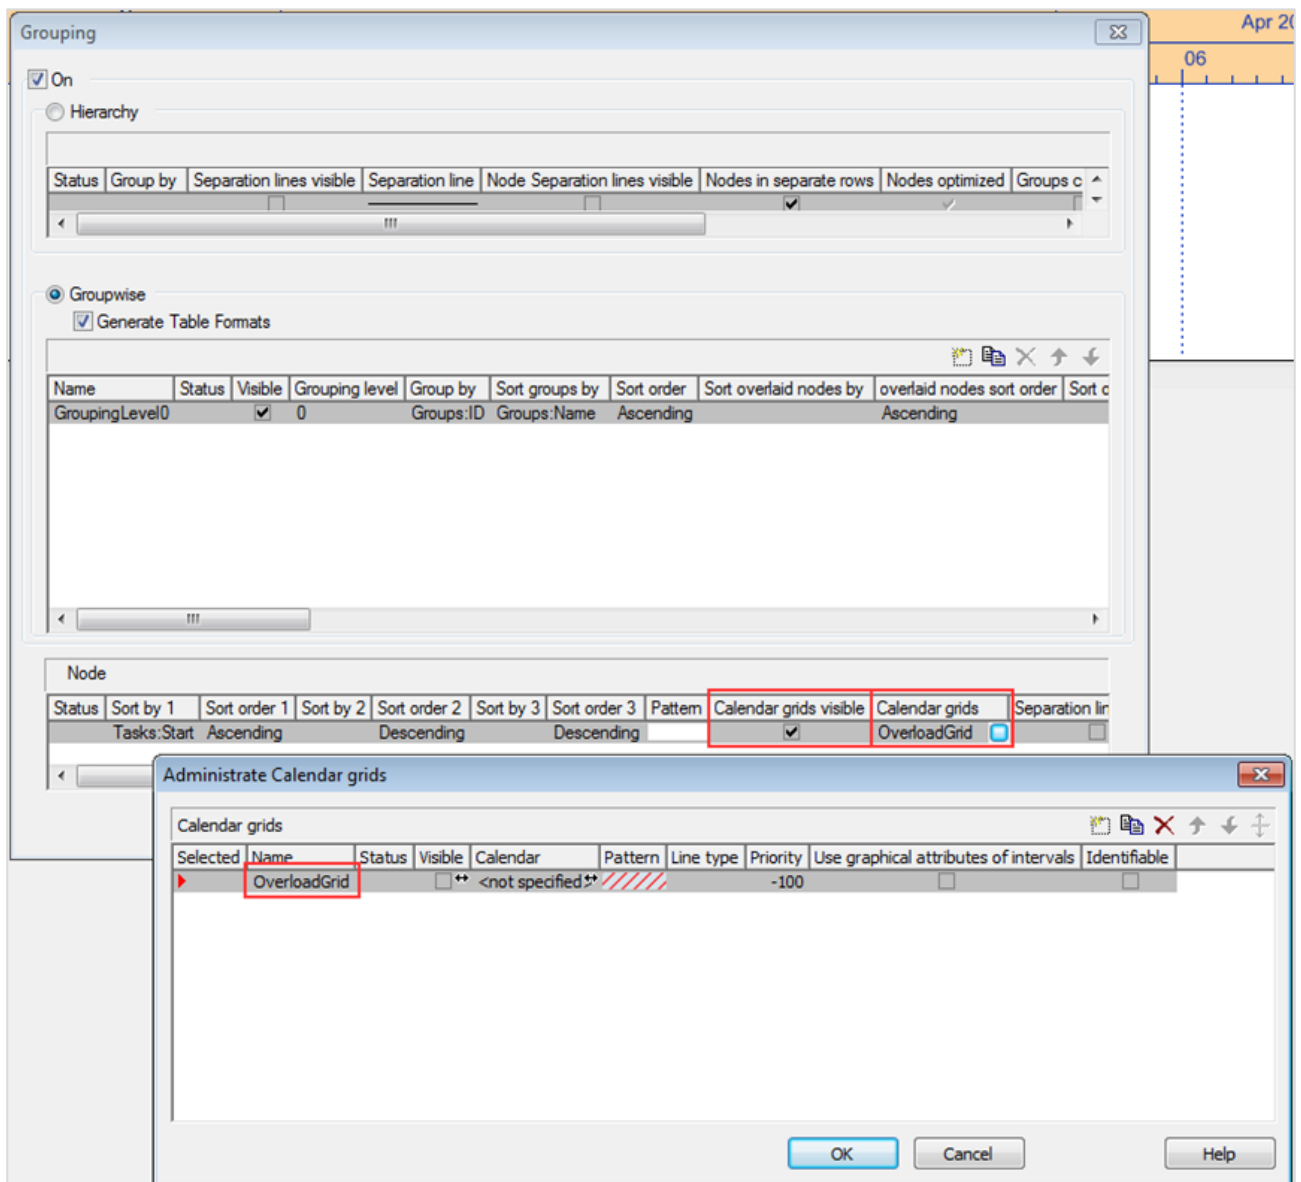 Grouping
Apr 20
06
On
Hierarchy
Status Group by Separation lines visible Separation line Node Separation lines visible Nodes in separate rows Nodes optimized Groups c
Groupwise
Generate Table Formats
Name Status Visible Grouping level Group by Sort groups by Sort order Sort overlaid nodes by overlaid nodes sort order Sort o
GroupingLevel0 0 Groups:ID Groups:Name Ascending Ascending
Node
Status Sort by 1 Sort order 1 Sort by 2 Sort order 2 Sort by 3 Sort order 3 Pattern Calendar grids visible Calendar grids Separation lin
Tasks:Start Ascending Descending Descending OverloadGrid
Administrate Calendar grids
Calendar grids
Selected Name Status Visible Calendar Pattern Line type Priority Use graphical attributes of intervals Identifiable
OverloadGrid <not specified> -100
OK Cancel Help